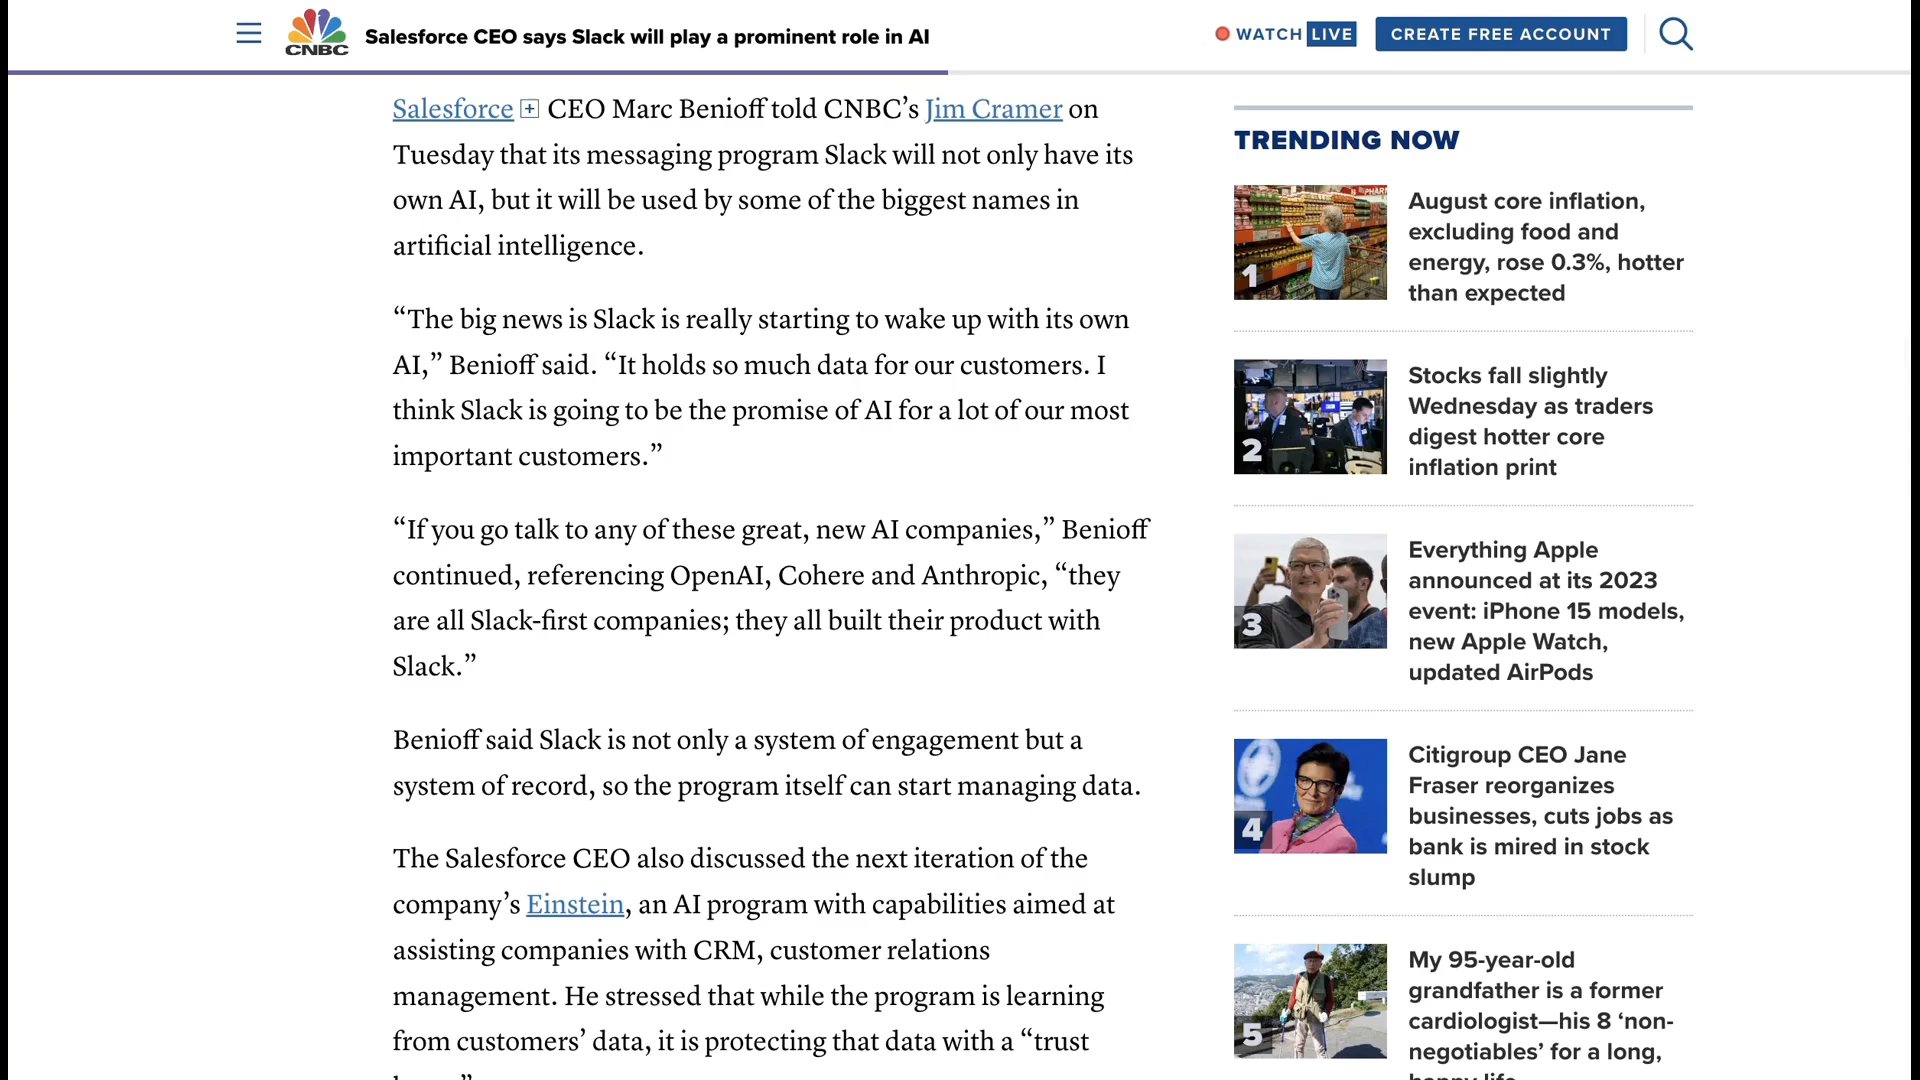 CNBC
Salesforce CEO says Slack will play a prominent role in AI
WATCH LIVE
CREATE FREE ACCOUNT
Salesforce CEO Marc Benioff told CNBC’s Jim Cramer on
Tuesday that its messaging program Slack will not only have its
own AI, but it will be used by some of the biggest names in
artificial intelligence.
“The big news is Slack is really starting to wake up with its own
AI,” Benioff said. “It holds so much data for our customers. I
think Slack is going to be the promise of AI for a lot of our most
important customers.”
“If you go talk to any of these great, new AI companies,” Benioff
continued, referencing OpenAI, Cohere and Anthropic, “they
are all Slack-first companies; they all built their product with
Slack.”
Benioff said Slack is not only a system of engagement but a
system of record, so the program itself can start managing data.
The Salesforce CEO also discussed the next iteration of the
company’s Einstein, an AI program with capabilities aimed at
assisting companies with CRM, customer relations
management. He stressed that while the program is learning
from customers’ data, it is protecting that data with a “trust
TRENDING NOW
1
August core inflation,
excluding food and
energy, rose 0.3%, hotter
than expected
2
Stocks fall slightly
Wednesday as traders
digest hotter core
inflation print
3
Everything Apple
announced at its 2023
event: iPhone 15 models,
new Apple Watch,
updated AirPods
4
Citigroup CEO Jane
Fraser reorganizes
businesses, cuts jobs as
bank is mired in stock
slump
5
My 95-year-old
grandfather is a former
cardiologist—his 8 ‘non-
negotiables’ for a long,
happy life